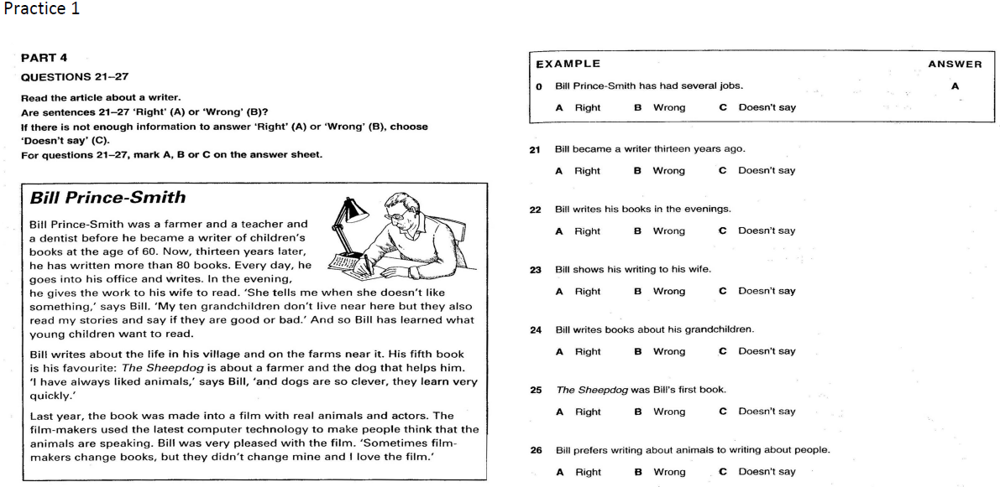 Practice 1
PART 4
QUESTIONS 21–27
Read the article about a writer.
Are sentences 21–27 ‘Right’ (A) or ‘Wrong’ (B)?
If there is not enough information to answer ‘Right’ (A) or ‘Wrong’ (B), choose
‘Doesn’t say’ (C).
For questions 21–27, mark A, B or C on the answer sheet.
Bill Prince-Smith
Bill Prince-Smith was a farmer and a teacher and
a dentist before he became a writer of children’s
books at the age of 60. Now, thirteen years later,
he has written more than 80 books. Every day, he
goes into his office and writes. In the evening,
he gives the work to his wife to read. ‘She tells me when she doesn’t like
something,’ says Bill. ‘My ten grandchildren don’t live near here but they also
read my stories and say if they are good or bad.’ And so Bill has learned what
young children want to read.
Bill writes about the life in his village and on the farms near it. His fifth book
is his favourite: The Sheepdog is about a farmer and the dog that helps him.
‘I have always liked animals,’ says Bill, ‘and dogs are so clever, they learn very
quickly.’
Last year, the book was made into a film with real animals and actors. The
film-makers used the latest computer technology to make people think that the
animals are speaking. Bill was very pleased with the film. ‘Sometimes film-
makers change books, but they didn’t change mine and I love the film.’
EXAMPLE ANSWER
0 Bill Prince-Smith has had several jobs. A
A Right B Wrong C Doesn’t say
21 Bill became a writer thirteen years ago.
A Right B Wrong C Doesn’t say
22 Bill writes his books in the evenings.
A Right B Wrong C Doesn’t say
23 Bill shows his writing to his wife.
A Right B Wrong C Doesn’t say
24 Bill writes books about his grandchildren.
A Right B Wrong C Doesn’t say
25 The Sheepdog was Bill’s first book.
A Right B Wrong C Doesn’t say
26 Bill prefers writing about animals to writing about people.
A Right B Wrong C Doesn’t say